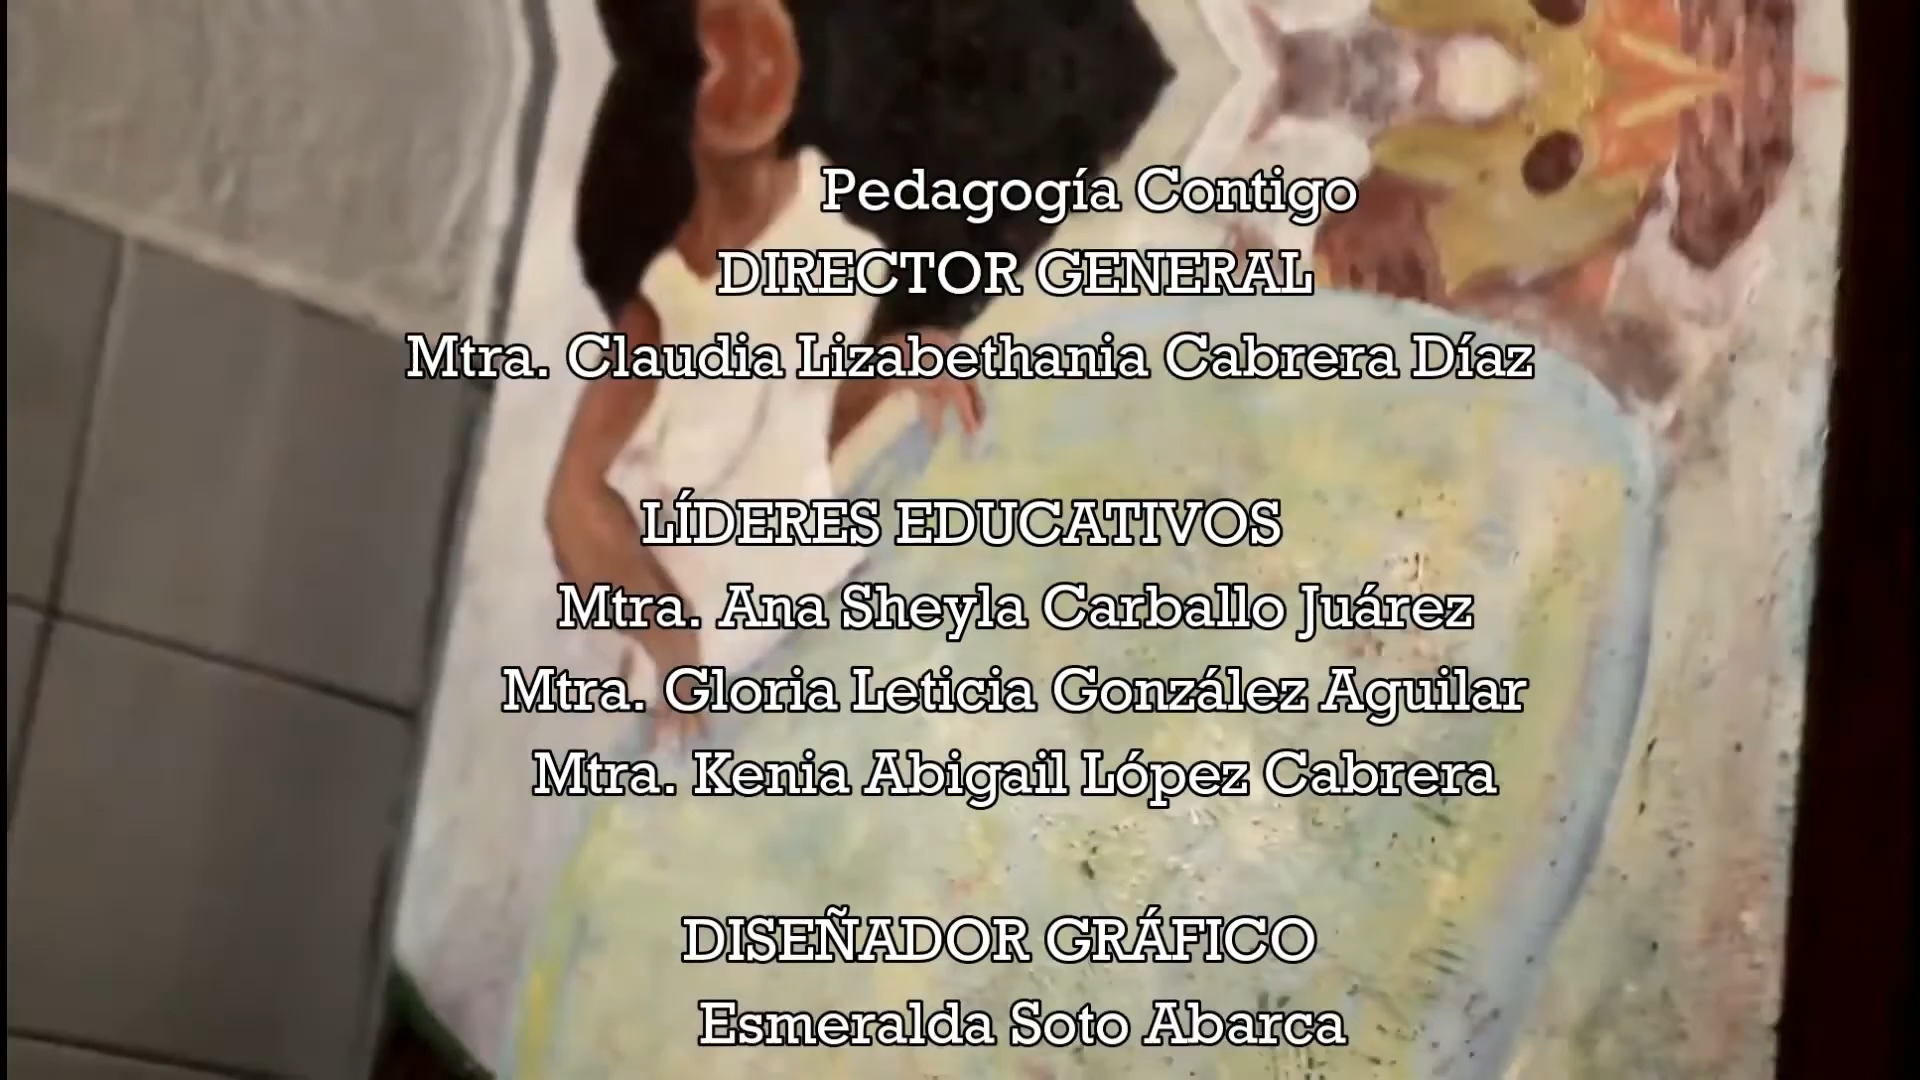 Pedagogía Contigo
DIRECTOR GENERAL
Mtra. Claudia Lizabethania Cabrera Díaz
LÍDERES EDUCATIVOS
Mtra. Ana Sheyla Carballo Juárez
Mtra. Gloria Leticia González Aguilar
Mtra. Kenia Abigail López Cabrera
DISEÑADOR GRÁFICO
Esmeralda Soto Abarca